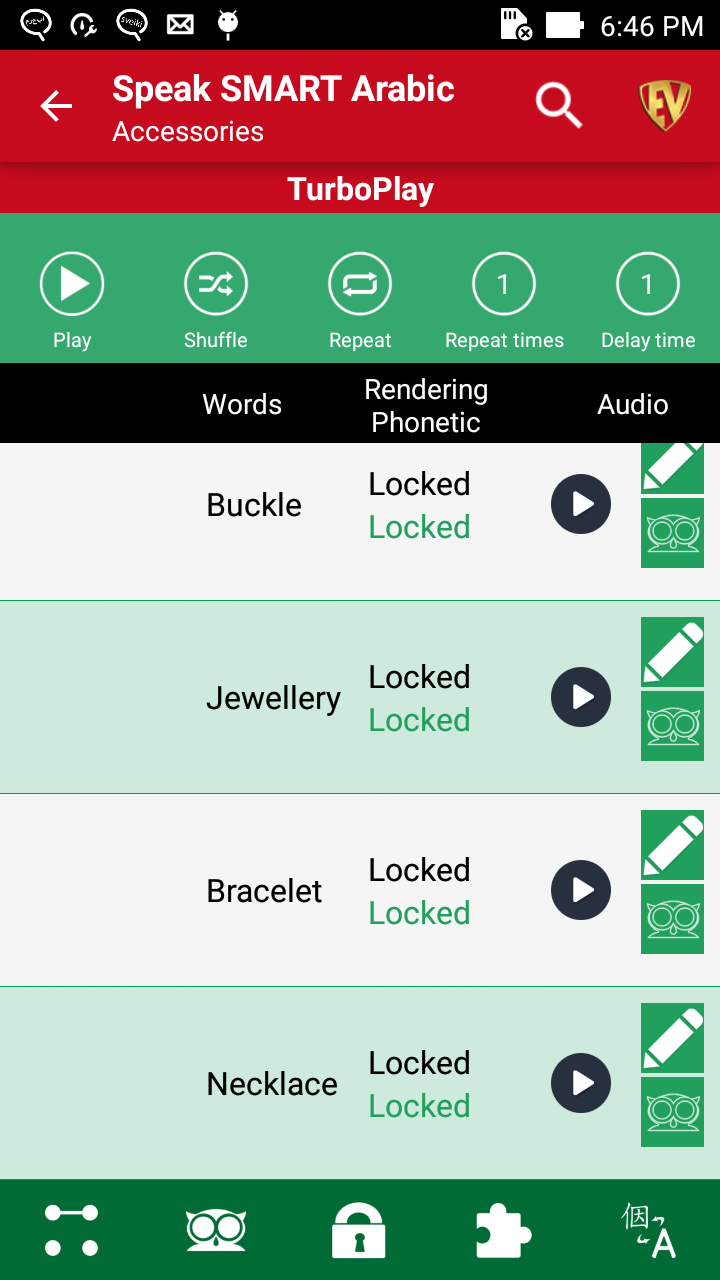 6:46 PM
Speak SMART Arabic
Accessories
EV
TurboPlay
1
1
Play
Shuffle
Repeat
Repeat times
Delay time
Words
Rendering
Phonetic
Audio
Buckle
Locked
Locked
Jewellery
Locked
Locked
Bracelet
Locked
Locked
Necklace
Locked
Locked
A